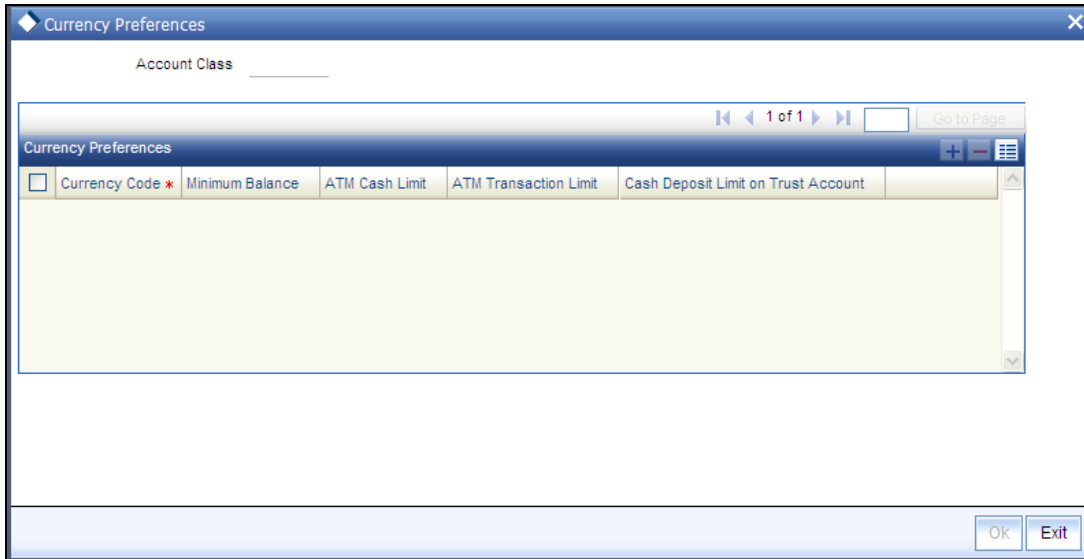 Currency Preferences
Account Class
1 of 1 Go to Page
Currency Preferences
Currency Code * Minimum Balance ATM Cash Limit ATM Transaction Limit Cash Deposit Limit on Trust Account
Ok Exit